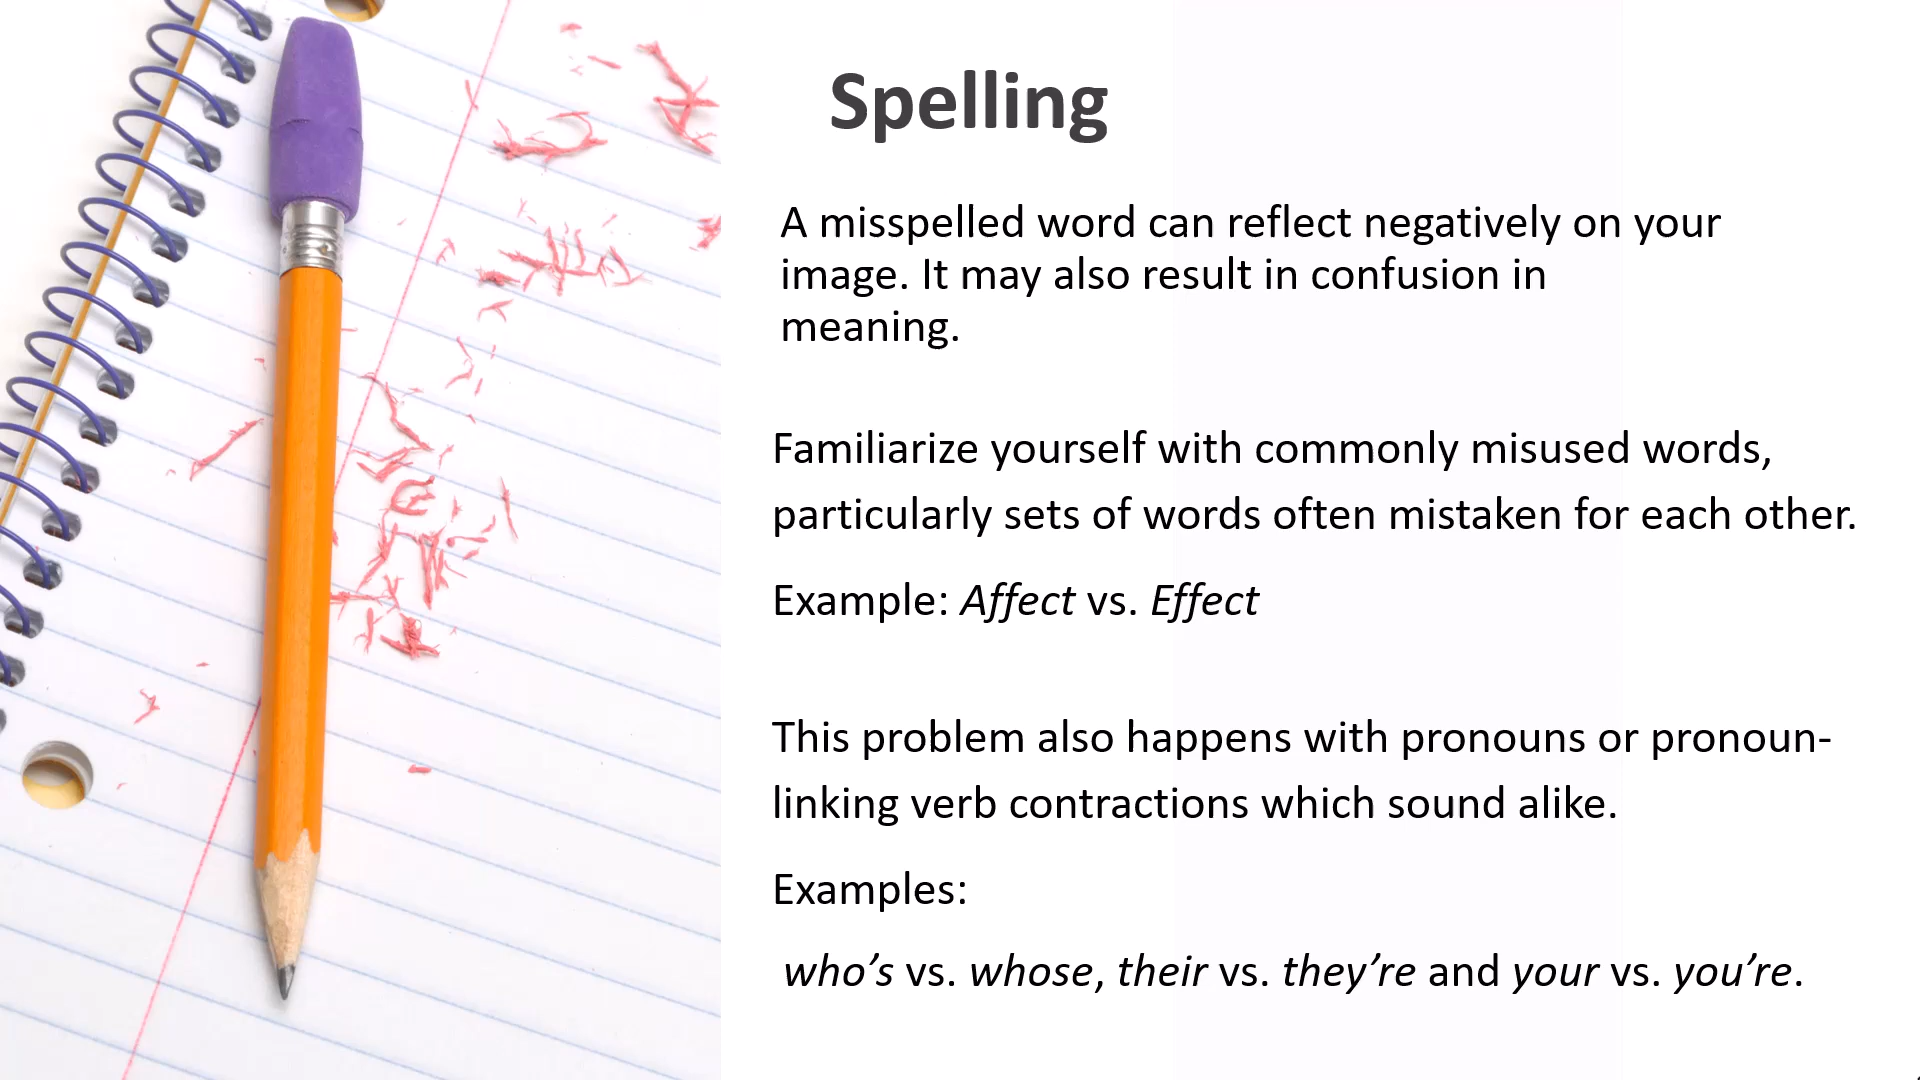 Spelling
A misspelled word can reflect negatively on your
image. It may also result in confusion in
meaning.
Familiarize yourself with commonly misused words,
particularly sets of words often mistaken for each other.
Example: Affect vs. Effect
This problem also happens with pronouns or pronoun-
linking verb contractions which sound alike.
Examples:
who’s vs. whose, their vs. they’re and your vs. you’re.